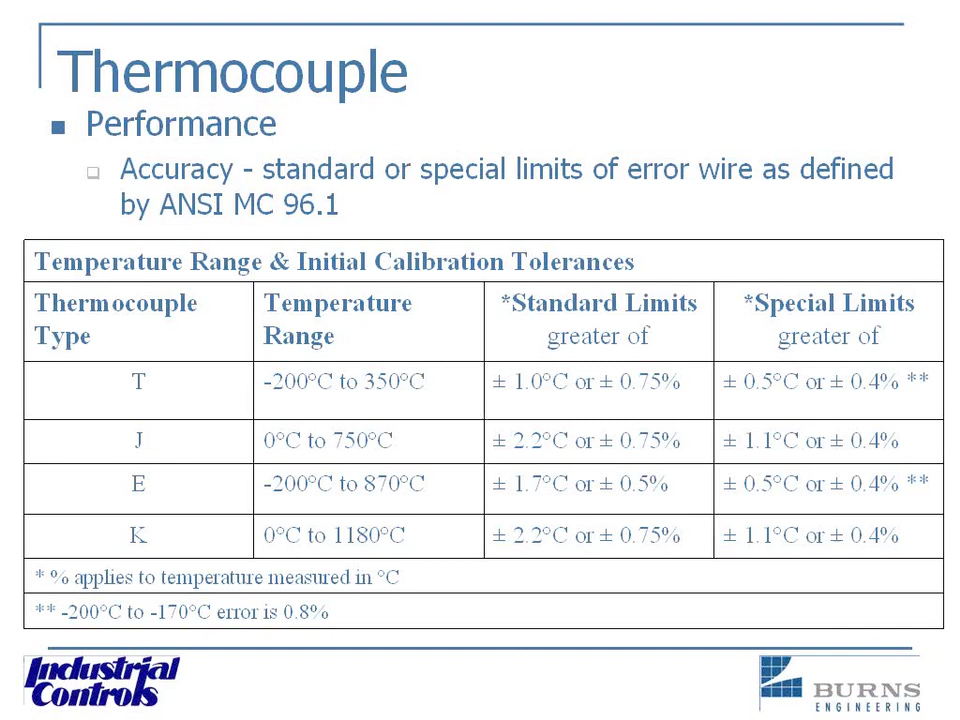 Thermocouple
Performance
Accuracy - standard or special limits of error wire as defined
by ANSI MC 96.1
Temperature Range & Initial Calibration Tolerances
Thermocouple Type Temperature Range *Standard Limits greater of *Special Limits greater of
T -200°C to 350°C ± 1.0°C or ± 0.75% ± 0.5°C or ± 0.4% **
J 0°C to 750°C ± 2.2°C or ± 0.75% ± 1.1°C or ± 0.4%
E -200°C to 870°C ± 1.7°C or ± 0.5% ± 0.5°C or ± 0.4% **
K 0°C to 1180°C ± 2.2°C or ± 0.75% ± 1.1°C or ± 0.4%
* % applies to temperature measured in °C
** -200°C to -170°C error is 0.8%
Industrial
Controls
BURNS
ENGINEERING